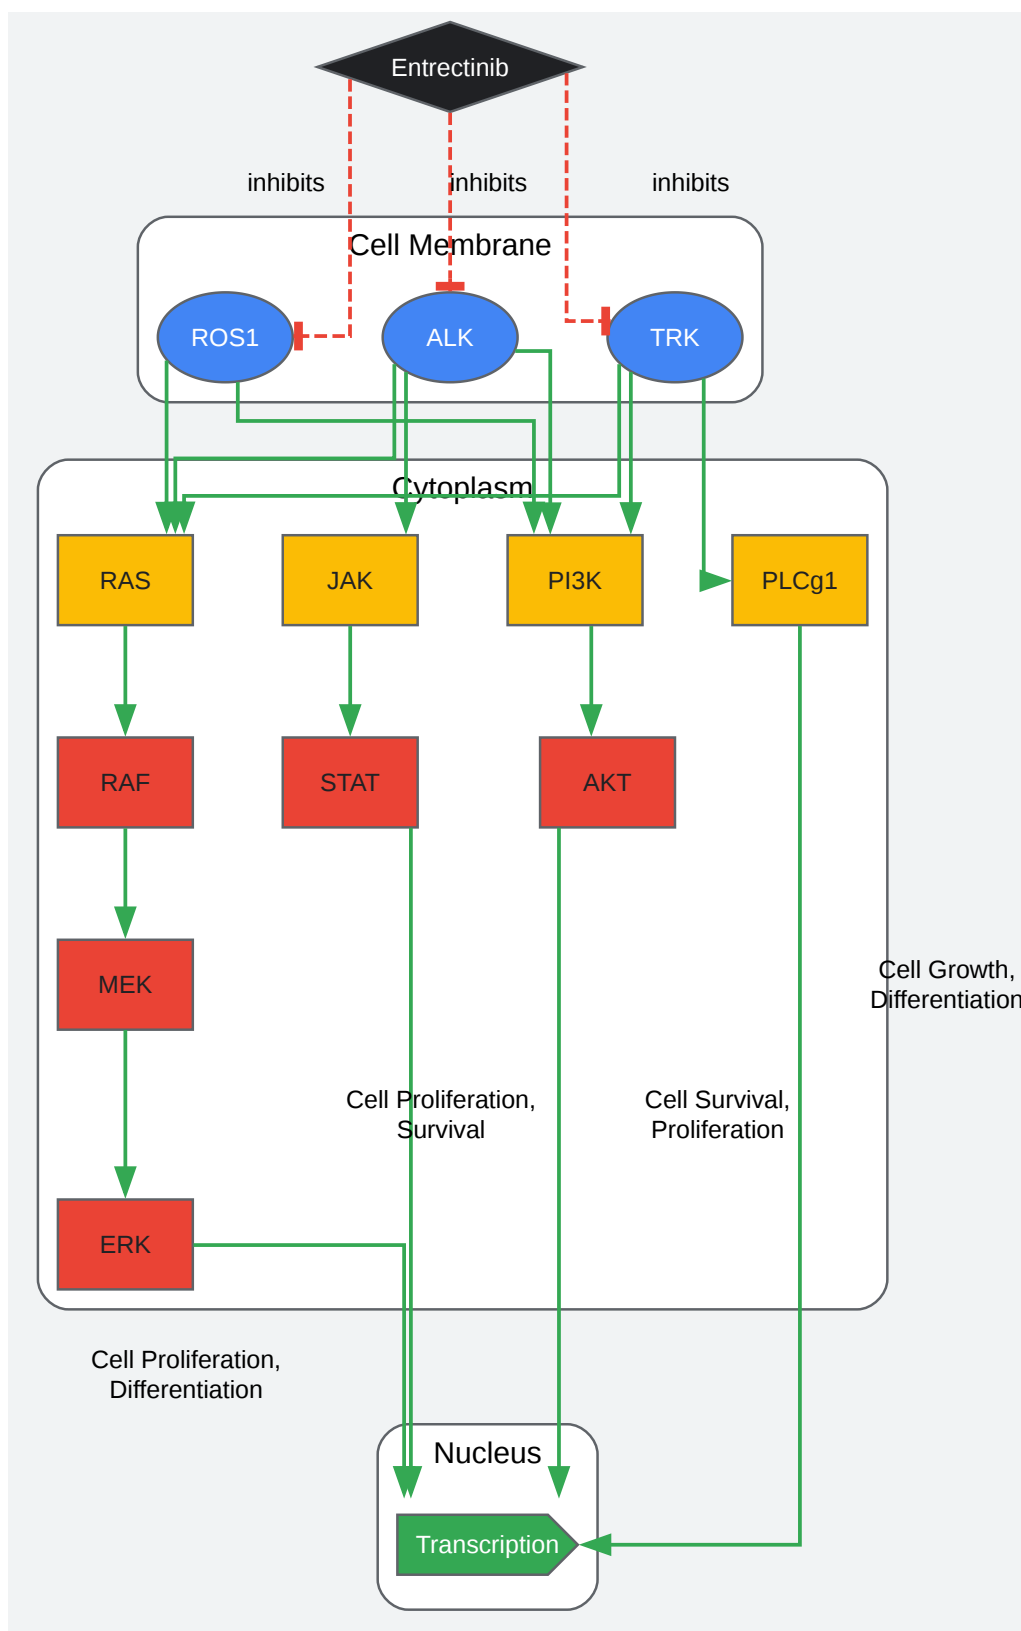 Entrectinib
inhibits
inhibits
inhibits
Cell Membrane
ROS1
ALK
TRK
Cytoplasm
RAS
JAK
PI3K
PLCg1
RAF
STAT
AKT
MEK
Cell Growth,
Differentiation
Cell Proliferation,
Survival
Cell Survival,
Proliferation
ERK
Cell Proliferation,
Differentiation
Nucleus
Transcription